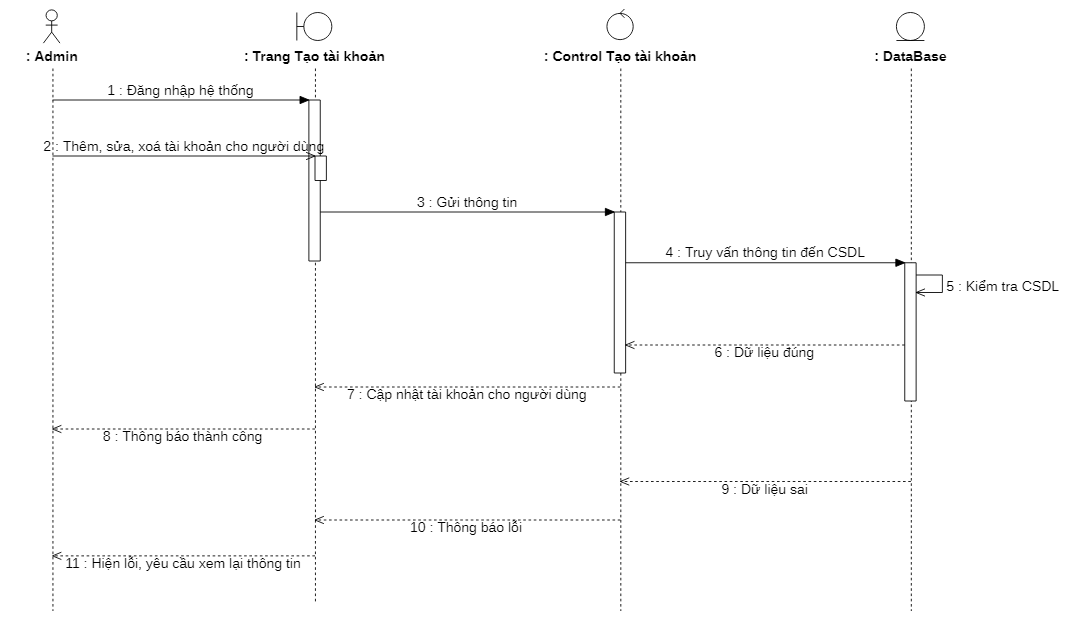 : Admin
: Trang Tạo tài khoản
: Control Tạo tài khoản
: DataBase
1 : Đăng nhập hệ thống
2 : Thêm, sửa, xoá tài khoản cho người dùng
3 : Gửi thông tin
4 : Truy vấn thông tin đến CSDL
5 : Kiểm tra CSDL
6 : Dữ liệu đúng
7 : Cập nhật tài khoản cho người dùng
8 : Thông báo thành công
9 : Dữ liệu sai
10 : Thông báo lỗi
11 : Hiện lỗi, yêu cầu xem lại thông tin